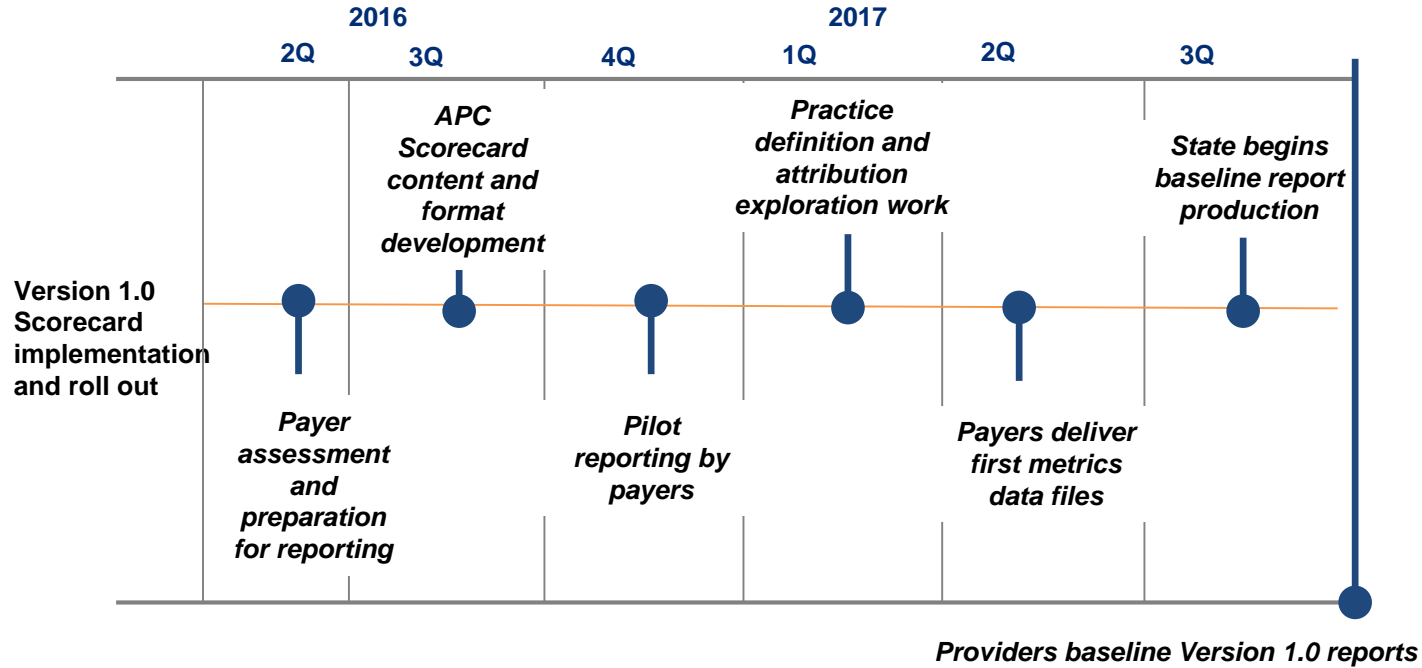 2016
2017
2Q
3Q
4Q
1Q
2Q
3Q
APC
Scorecard
content and
format
development
Practice
definition and
attribution
exploration work
State begins
baseline report
production
Version 1.0
Scorecard
implementation
and roll out
Payer
assessment
and
preparation
for reporting
Pilot
reporting by
payers
Payers deliver
first metrics
data files
Providers baseline Version 1.0 reports